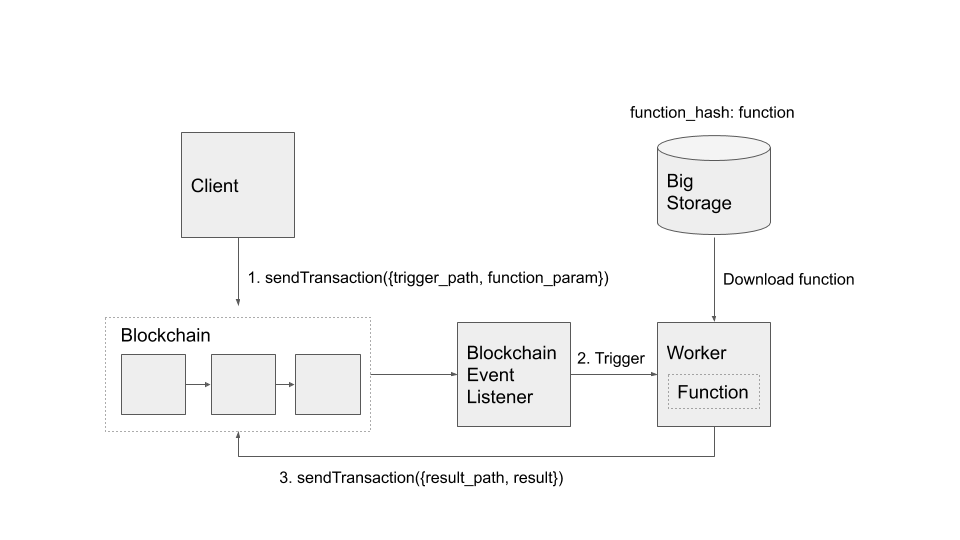 function_hash: function
Client
Big
Storage
1. sendTransaction({trigger_path, function_param})
Download function
Blockchain
Blockchain
Event
Listener
2. Trigger
Worker
Function
3. sendTransaction({result_path, result})